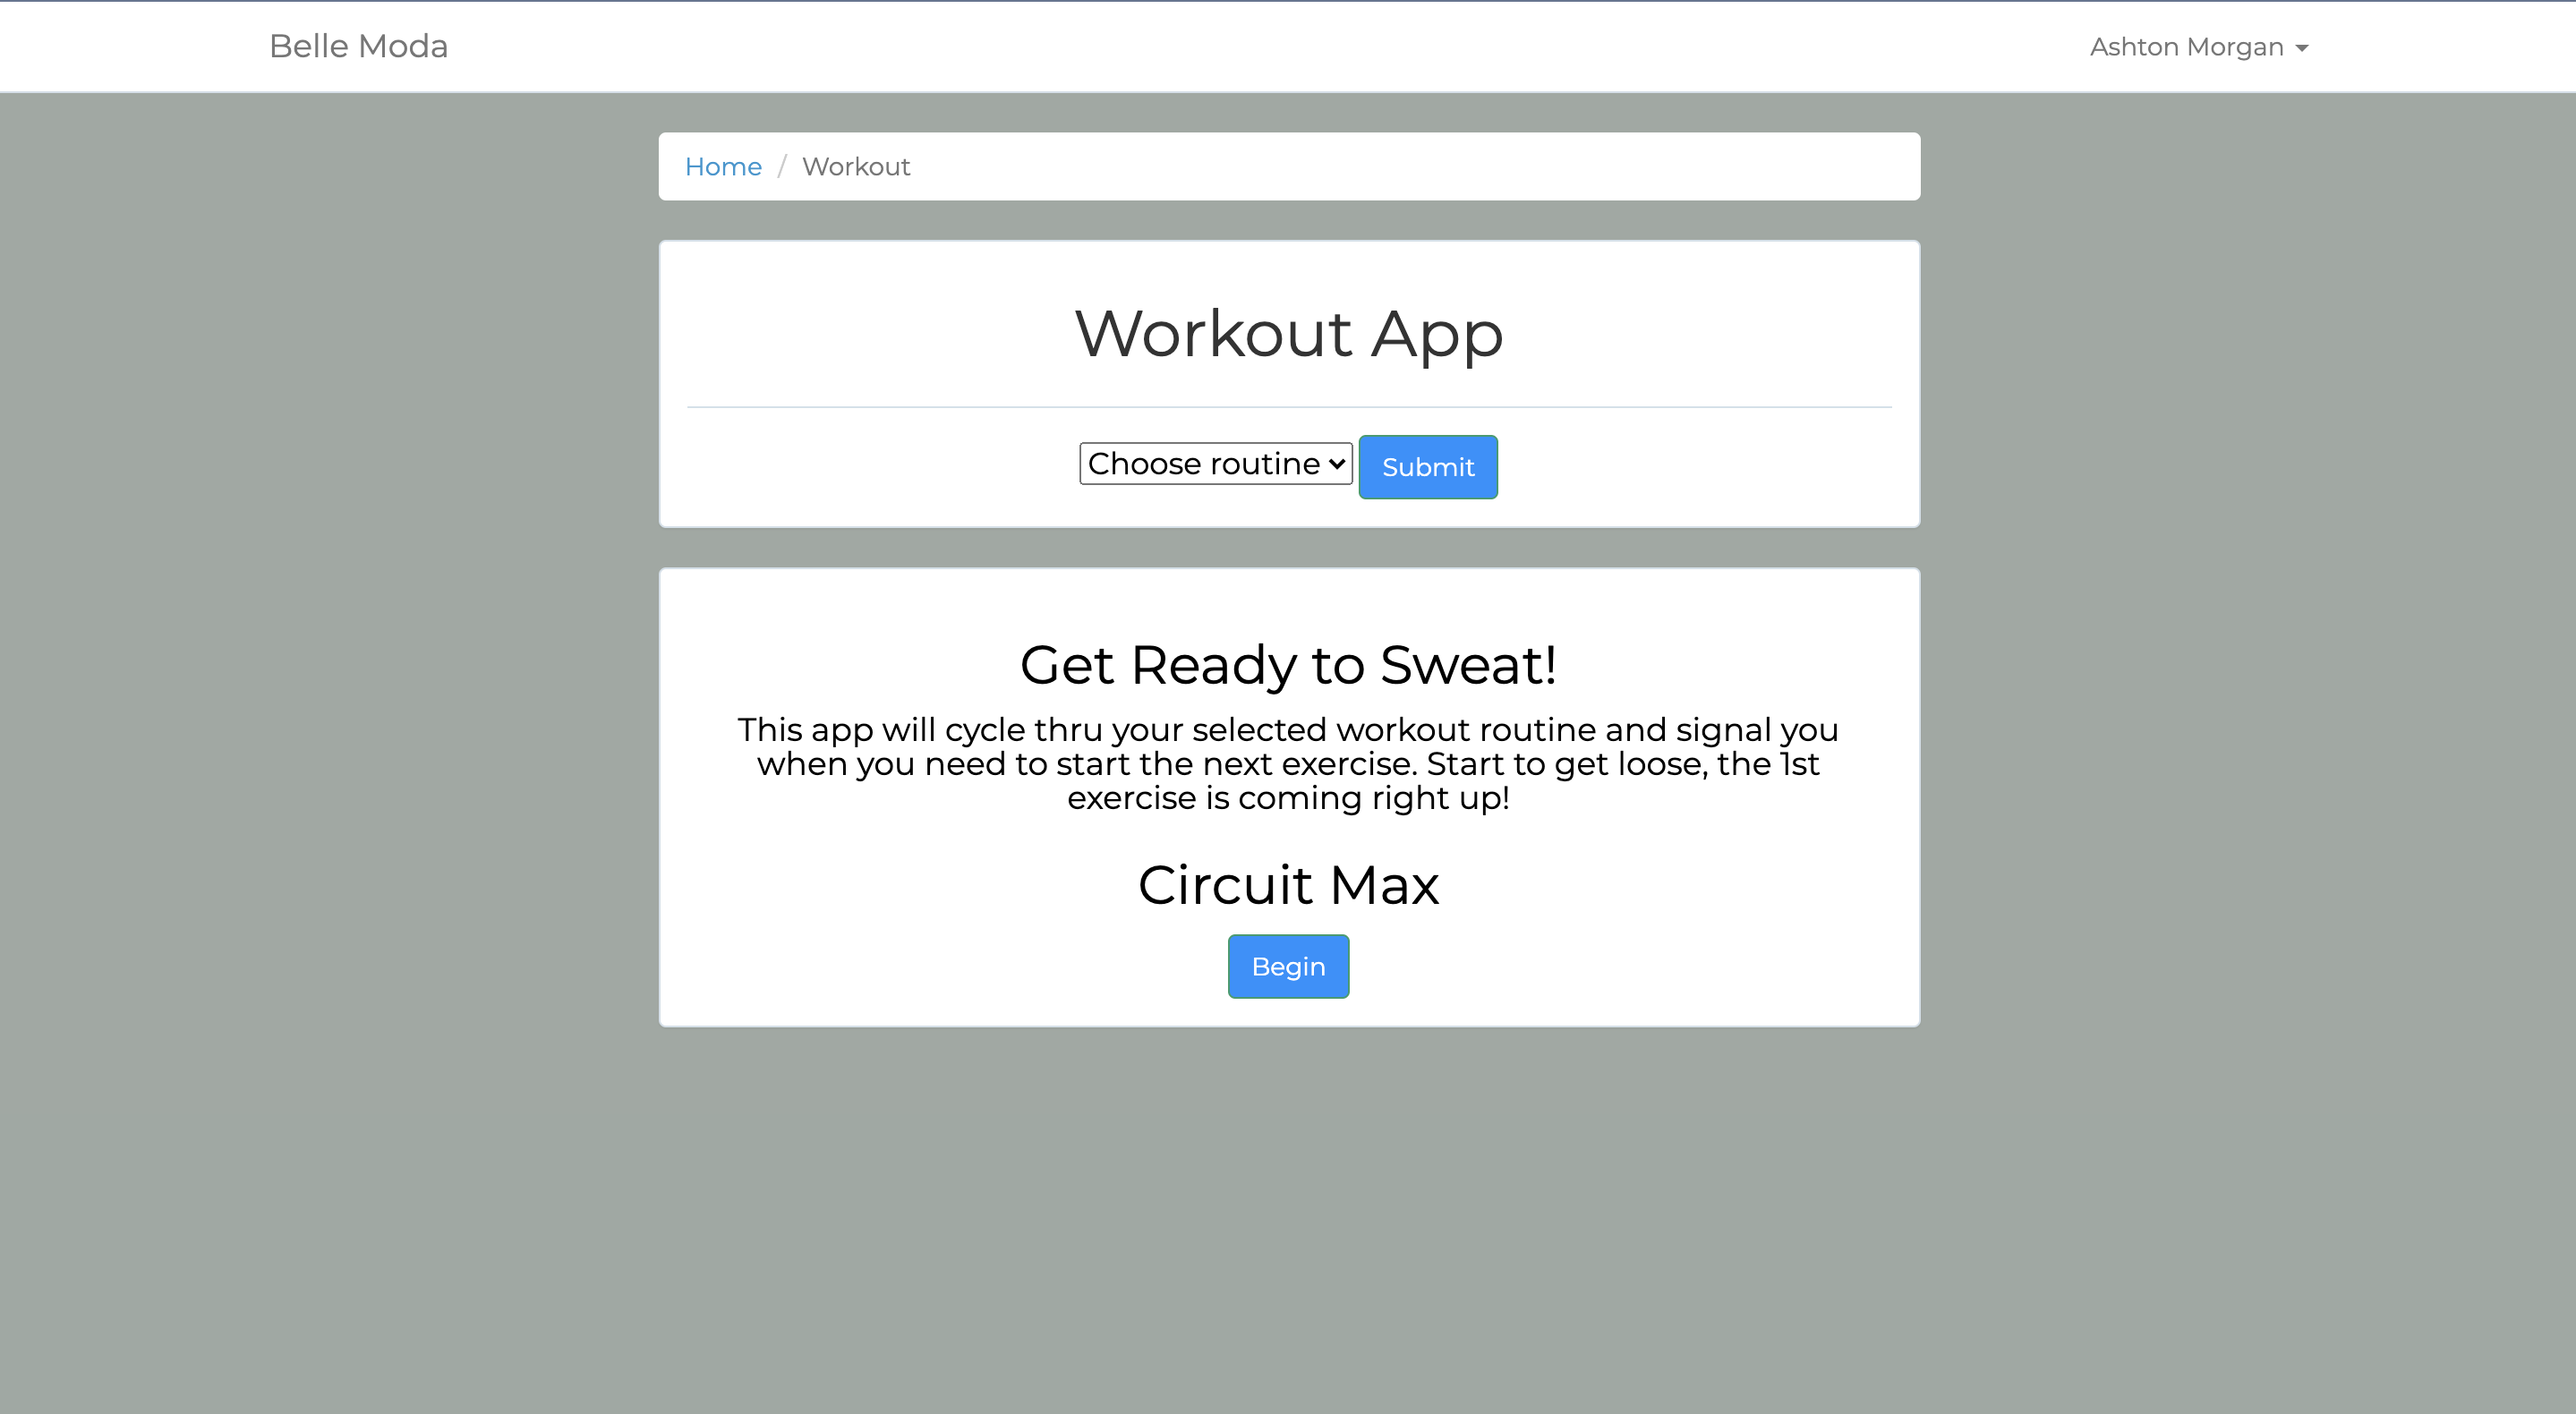 Belle Moda
Ashton Morgan
Home / Workout
Workout App
Choose routine
Submit
Get Ready to Sweat!
This app will cycle thru your selected workout routine and signal you
when you need to start the next exercise. Start to get loose, the 1st
exercise is coming right up!
Circuit Max
Begin